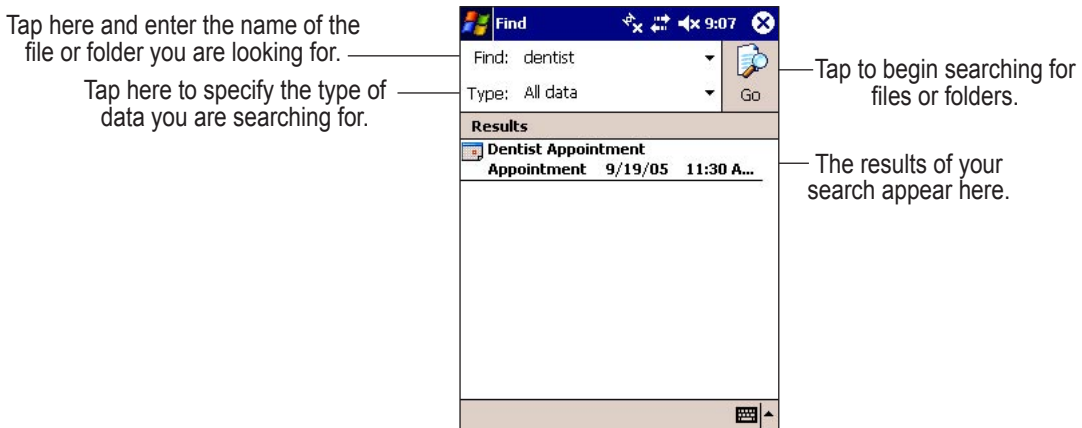 Tap here and enter the name of the
file or folder you are looking for.
Tap here to specify the type of
data you are searching for.
Find 9:07
Find: dentist
Type: All data
Go
Results
Dentist Appointment
Appointment 9/19/05 11:30 A...
Tap to begin searching for
files or folders.
The results of your
search appear here.